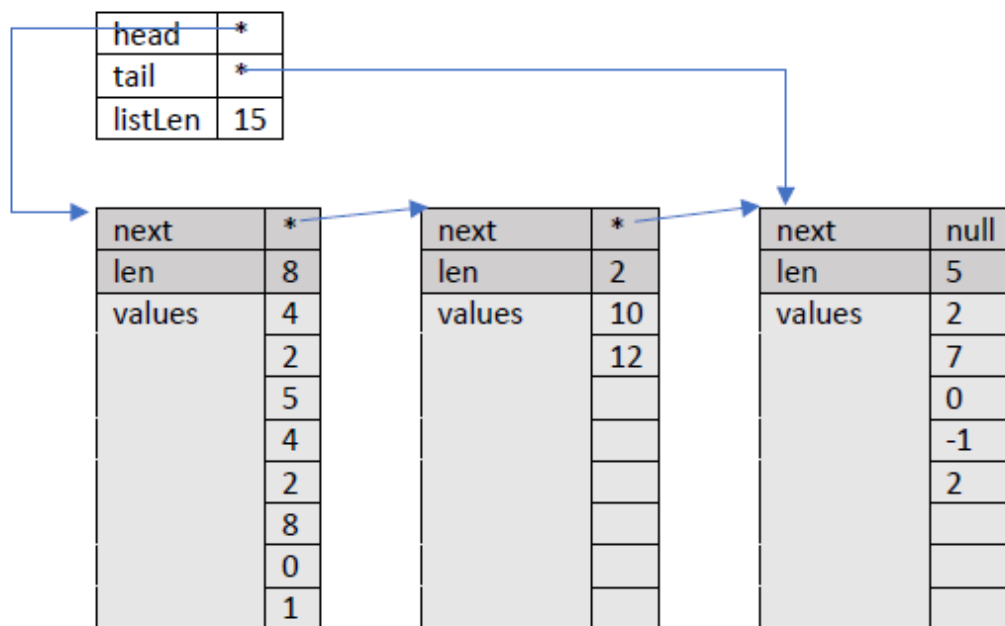 head *
tail *
listLen 15
next * next * next null
len 8 len 2 len 5
values 4 values 10 values 2
2 12 7
5 0
4 -1
2 2
8
0
1